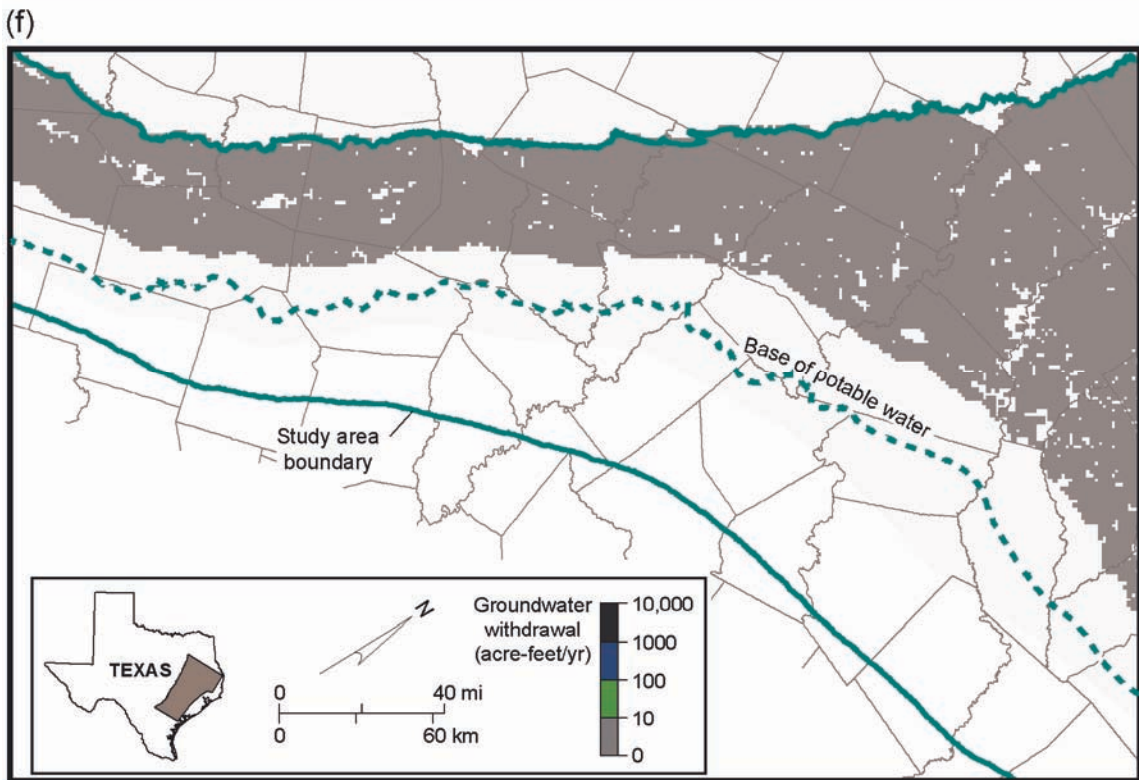 (f)
Base of potable water
Study area
boundary
TEXAS
N
0 40 mi
0 60 km
Groundwater
withdrawal
(acre-feet/yr)
10,000
1000
100
10
0